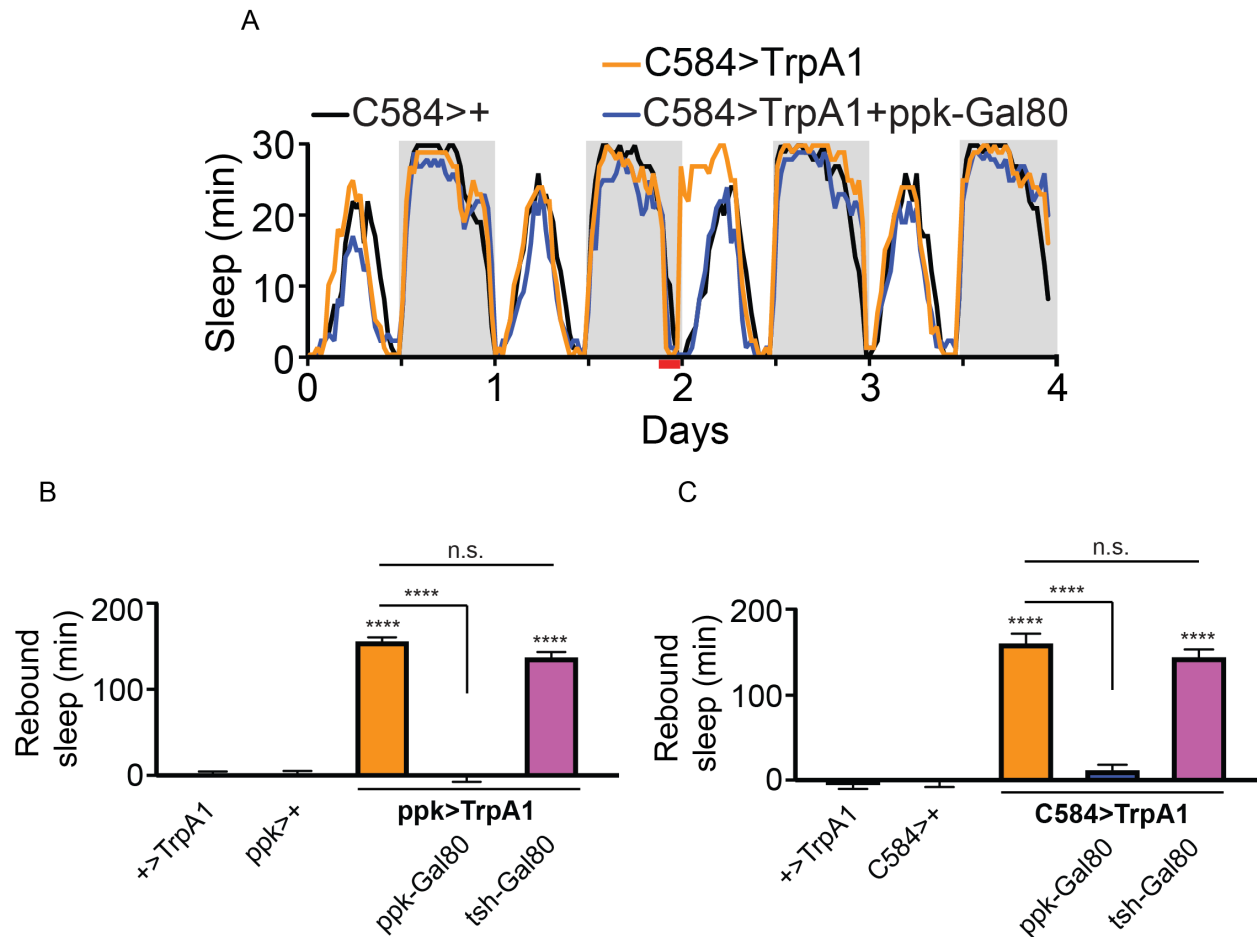 A
C584>TrpA1
C584>+
C584>TrpA1+ppk-Gal80
30
20
10
0
Sleep (min)
0
1
2
3
4
Days
B
n.s.
****
****
****
200
100
0
Rebound
sleep (min)
+>TrpA1
ppk>+
ppk>TrpA1
ppk-Gal80
tsh-Gal80
C
n.s.
****
****
****
200
100
0
Rebound
sleep (min)
+>TrpA1
C584>+
C584>TrpA1
ppk-Gal80
tsh-Gal80